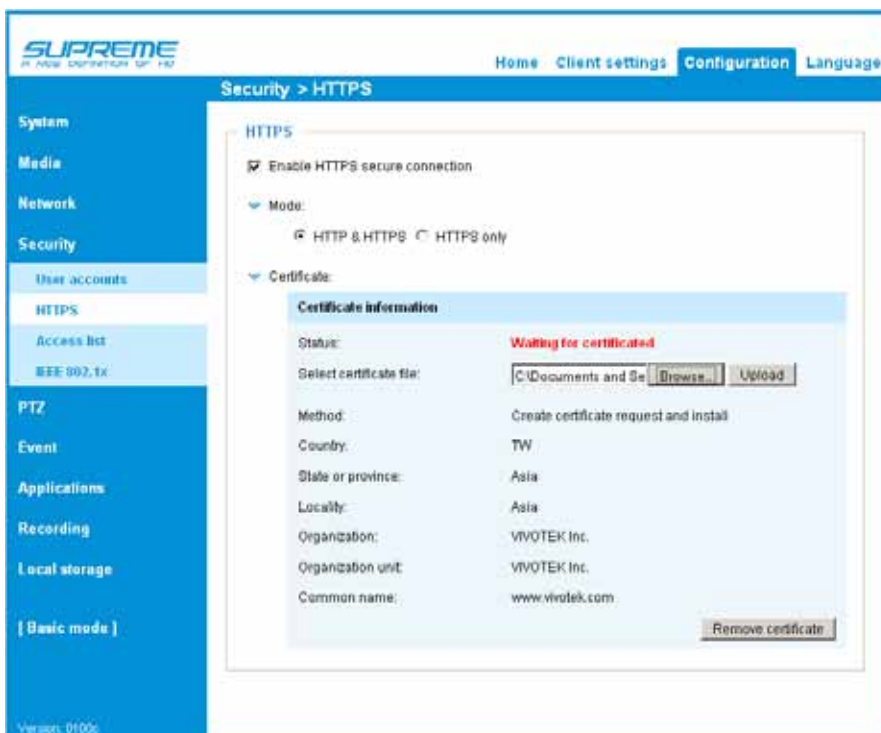 SUPREME
A NEW DEFINITION OF HD
Home Client settings Configuration Language
Security > HTTPS
System
Media
Network
Security
User accounts
HTTPS
Access list
IEEE 802.1x
PTZ
Event
Applications
Recording
Local storage
[ Basic mode ]
Version: 0100c
HTTPS
Enable HTTPS secure connection
Mode:
HTTP & HTTPS HTTPS only
Certificate:
Certificate information
Status: Waiting for certificated
Select certificate file: C:\Documents and Se Browse... Upload
Method: Create certificate request and install
Country: TW
State or province: Asia
Locality: Asia
Organization: VIVOTEK Inc.
Organization unit: VIVOTEK Inc.
Common name: www.vivotek.com
Remove certificate